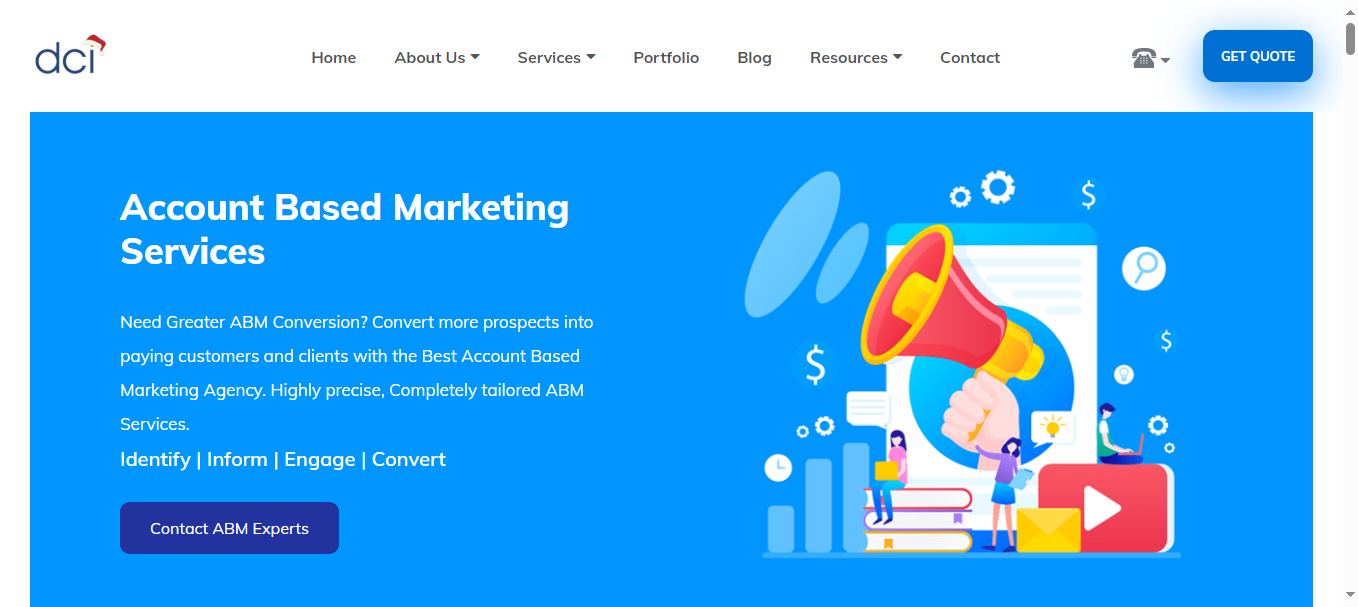 dci
Home About Us Services Portfolio Blog Resources Contact GET QUOTE
Account Based Marketing
Services
Need Greater ABM Conversion? Convert more prospects into
paying customers and clients with the Best Account Based
Marketing Agency. Highly precise, Completely tailored ABM
Services.
Identify | Inform | Engage | Convert
Contact ABM Experts
$
$
$